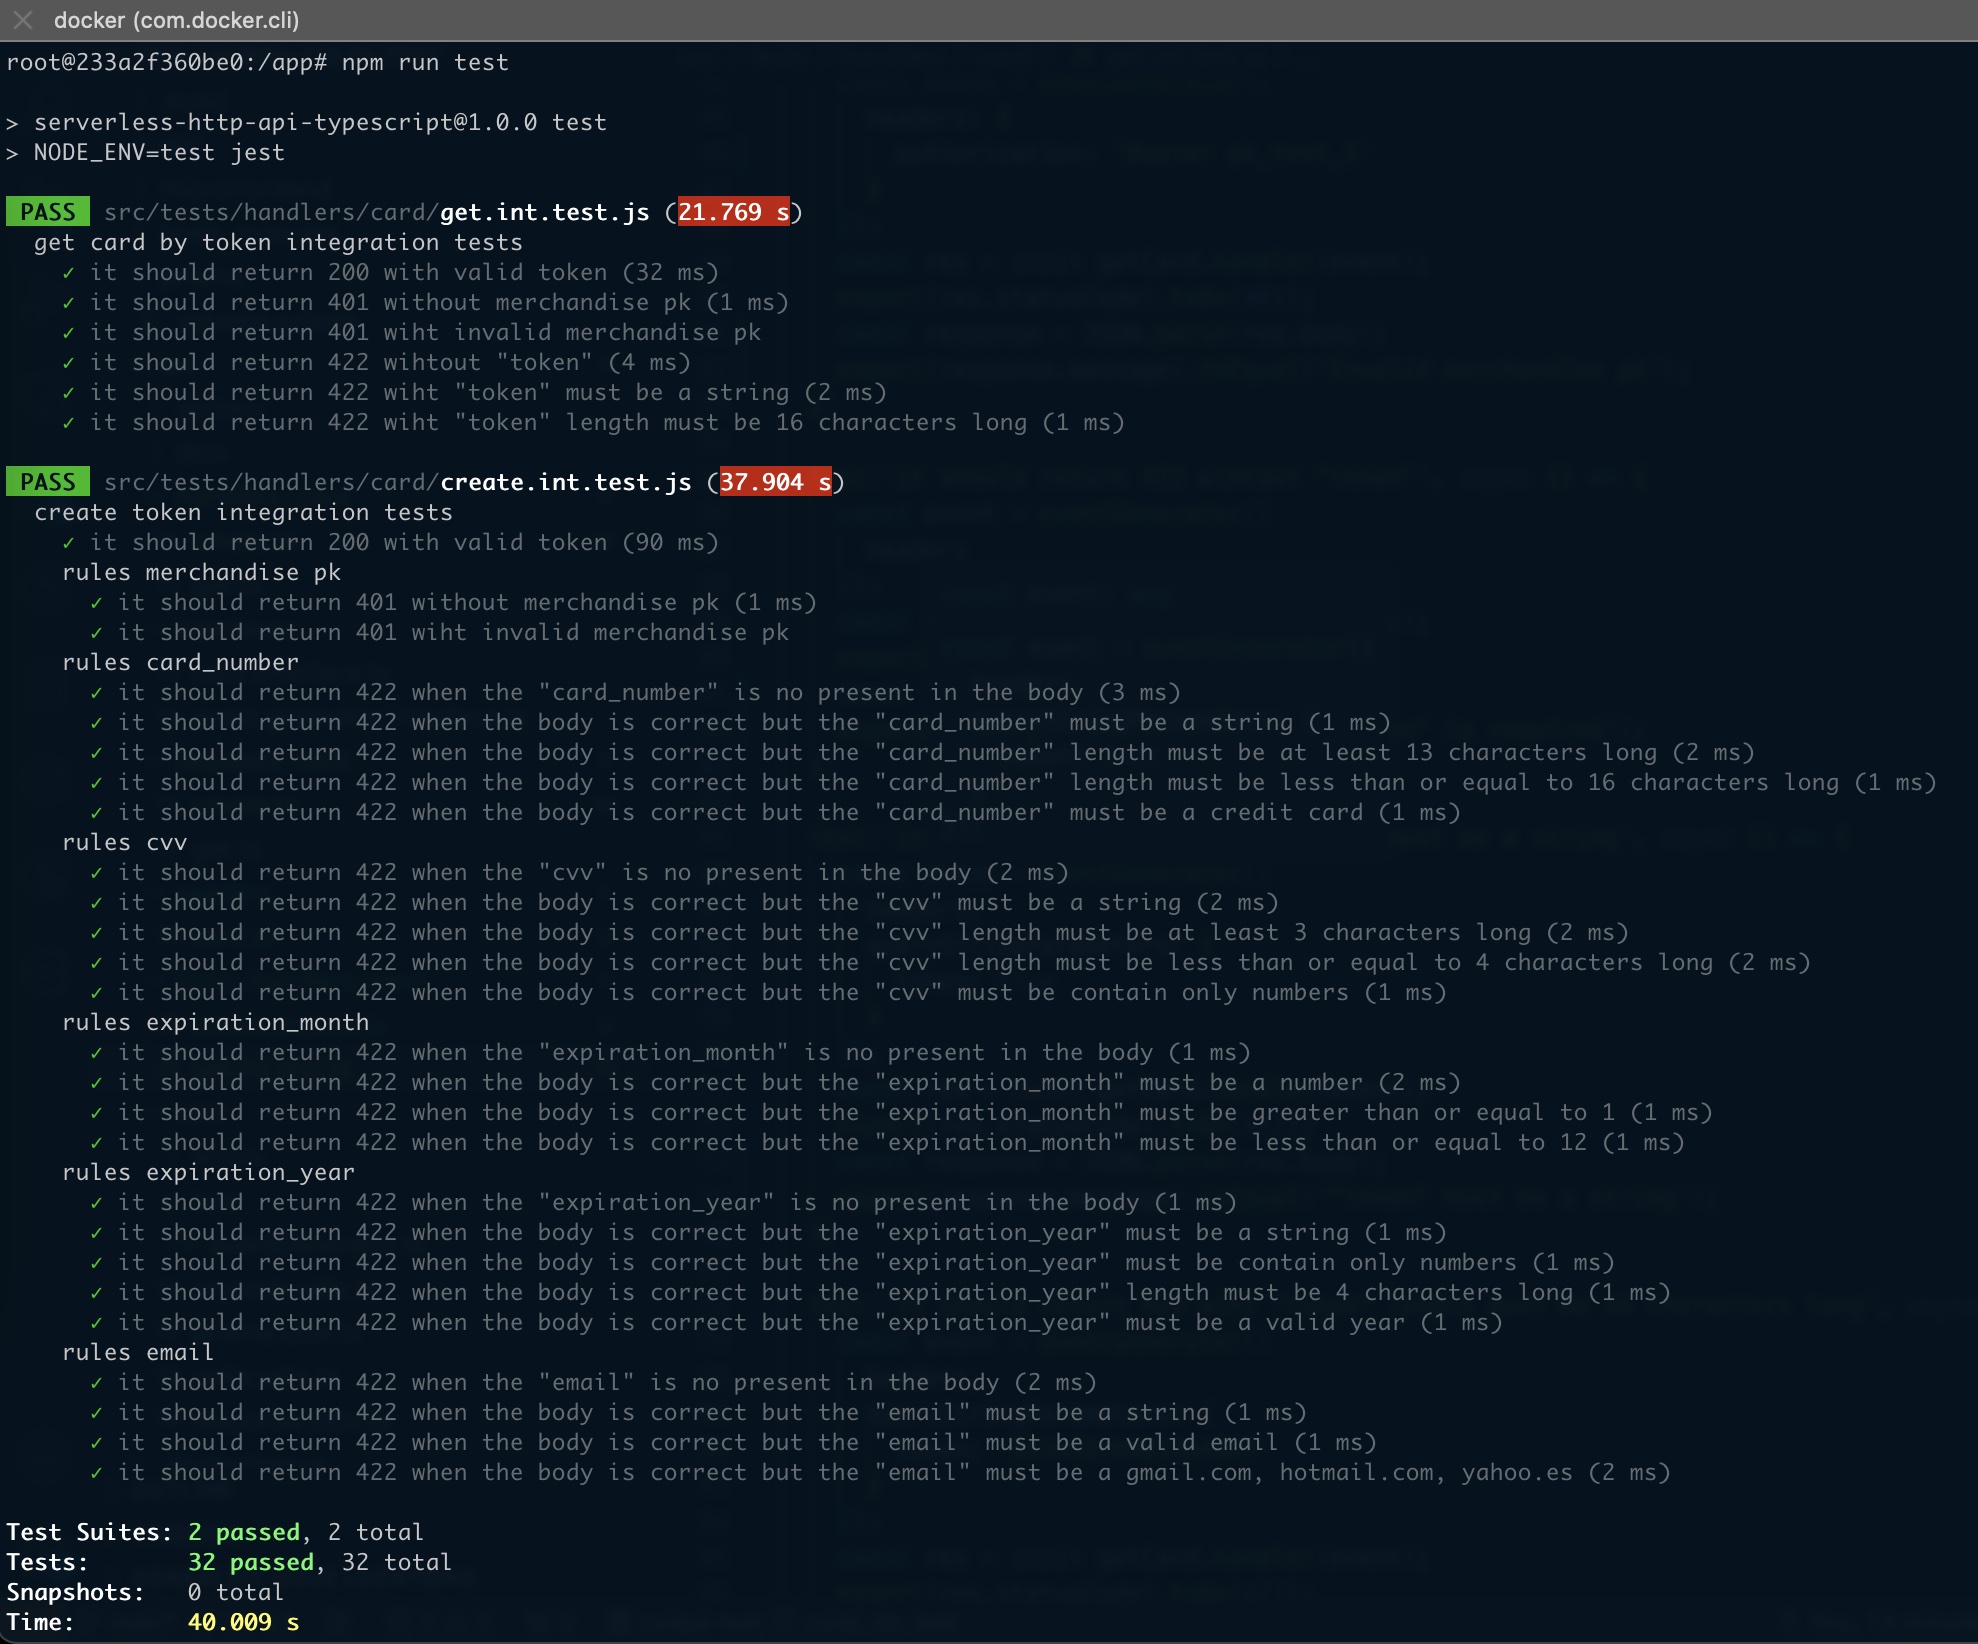 docker (com.docker.cli)
root@233a2f360be0:/app# npm run test
> serverless-http-api-typescript@1.0.0 test
> NODE_ENV=test jest
PASS src/tests/handlers/card/get.int.test.js (21.769 s)
get card by token integration tests
✓ it should return 200 with valid token (32 ms)
✓ it should return 401 without merchandise pk (1 ms)
✓ it should return 401 wiht invalid merchandise pk
✓ it should return 422 wihtout "token" (4 ms)
✓ it should return 422 wiht "token" must be a string (2 ms)
✓ it should return 422 wiht "token" length must be 16 characters long (1 ms)
PASS src/tests/handlers/card/create.int.test.js (37.904 s)
create token integration tests
✓ it should return 200 with valid token (90 ms)
rules merchandise pk
✓ it should return 401 without merchandise pk (1 ms)
✓ it should return 401 wiht invalid merchandise pk
rules card_number
✓ it should return 422 when the "card_number" is no present in the body (3 ms)
✓ it should return 422 when the body is correct but the "card_number" must be a string (1 ms)
✓ it should return 422 when the body is correct but the "card_number" length must be at least 13 characters long (2 ms)
✓ it should return 422 when the body is correct but the "card_number" length must be less than or equal to 16 characters long (1 ms)
✓ it should return 422 when the body is correct but the "card_number" must be a credit card (1 ms)
rules cvv
✓ it should return 422 when the "cvv" is no present in the body (2 ms)
✓ it should return 422 when the body is correct but the "cvv" must be a string (2 ms)
✓ it should return 422 when the body is correct but the "cvv" length must be at least 3 characters long (2 ms)
✓ it should return 422 when the body is correct but the "cvv" length must be less than or equal to 4 characters long (2 ms)
✓ it should return 422 when the body is correct but the "cvv" must be contain only numbers (1 ms)
rules expiration_month
✓ it should return 422 when the "expiration_month" is no present in the body (1 ms)
✓ it should return 422 when the body is correct but the "expiration_month" must be a number (2 ms)
✓ it should return 422 when the body is correct but the "expiration_month" must be greater than or equal to 1 (1 ms)
✓ it should return 422 when the body is correct but the "expiration_month" must be less than or equal to 12 (1 ms)
rules expiration_year
✓ it should return 422 when the "expiration_year" is no present in the body (1 ms)
✓ it should return 422 when the body is correct but the "expiration_year" must be a string (1 ms)
✓ it should return 422 when the body is correct but the "expiration_year" must be contain only numbers (1 ms)
✓ it should return 422 when the body is correct but the "expiration_year" length must be 4 characters long (1 ms)
✓ it should return 422 when the body is correct but the "expiration_year" must be a valid year (1 ms)
rules email
✓ it should return 422 when the "email" is no present in the body (2 ms)
✓ it should return 422 when the body is correct but the "email" must be a string (1 ms)
✓ it should return 422 when the body is correct but the "email" must be a valid email (1 ms)
✓ it should return 422 when the body is correct but the "email" must be a gmail.com, hotmail.com, yahoo.es (2 ms)
Test Suites: 2 passed, 2 total
Tests: 32 passed, 32 total
Snapshots: 0 total
Time: 40.009 s